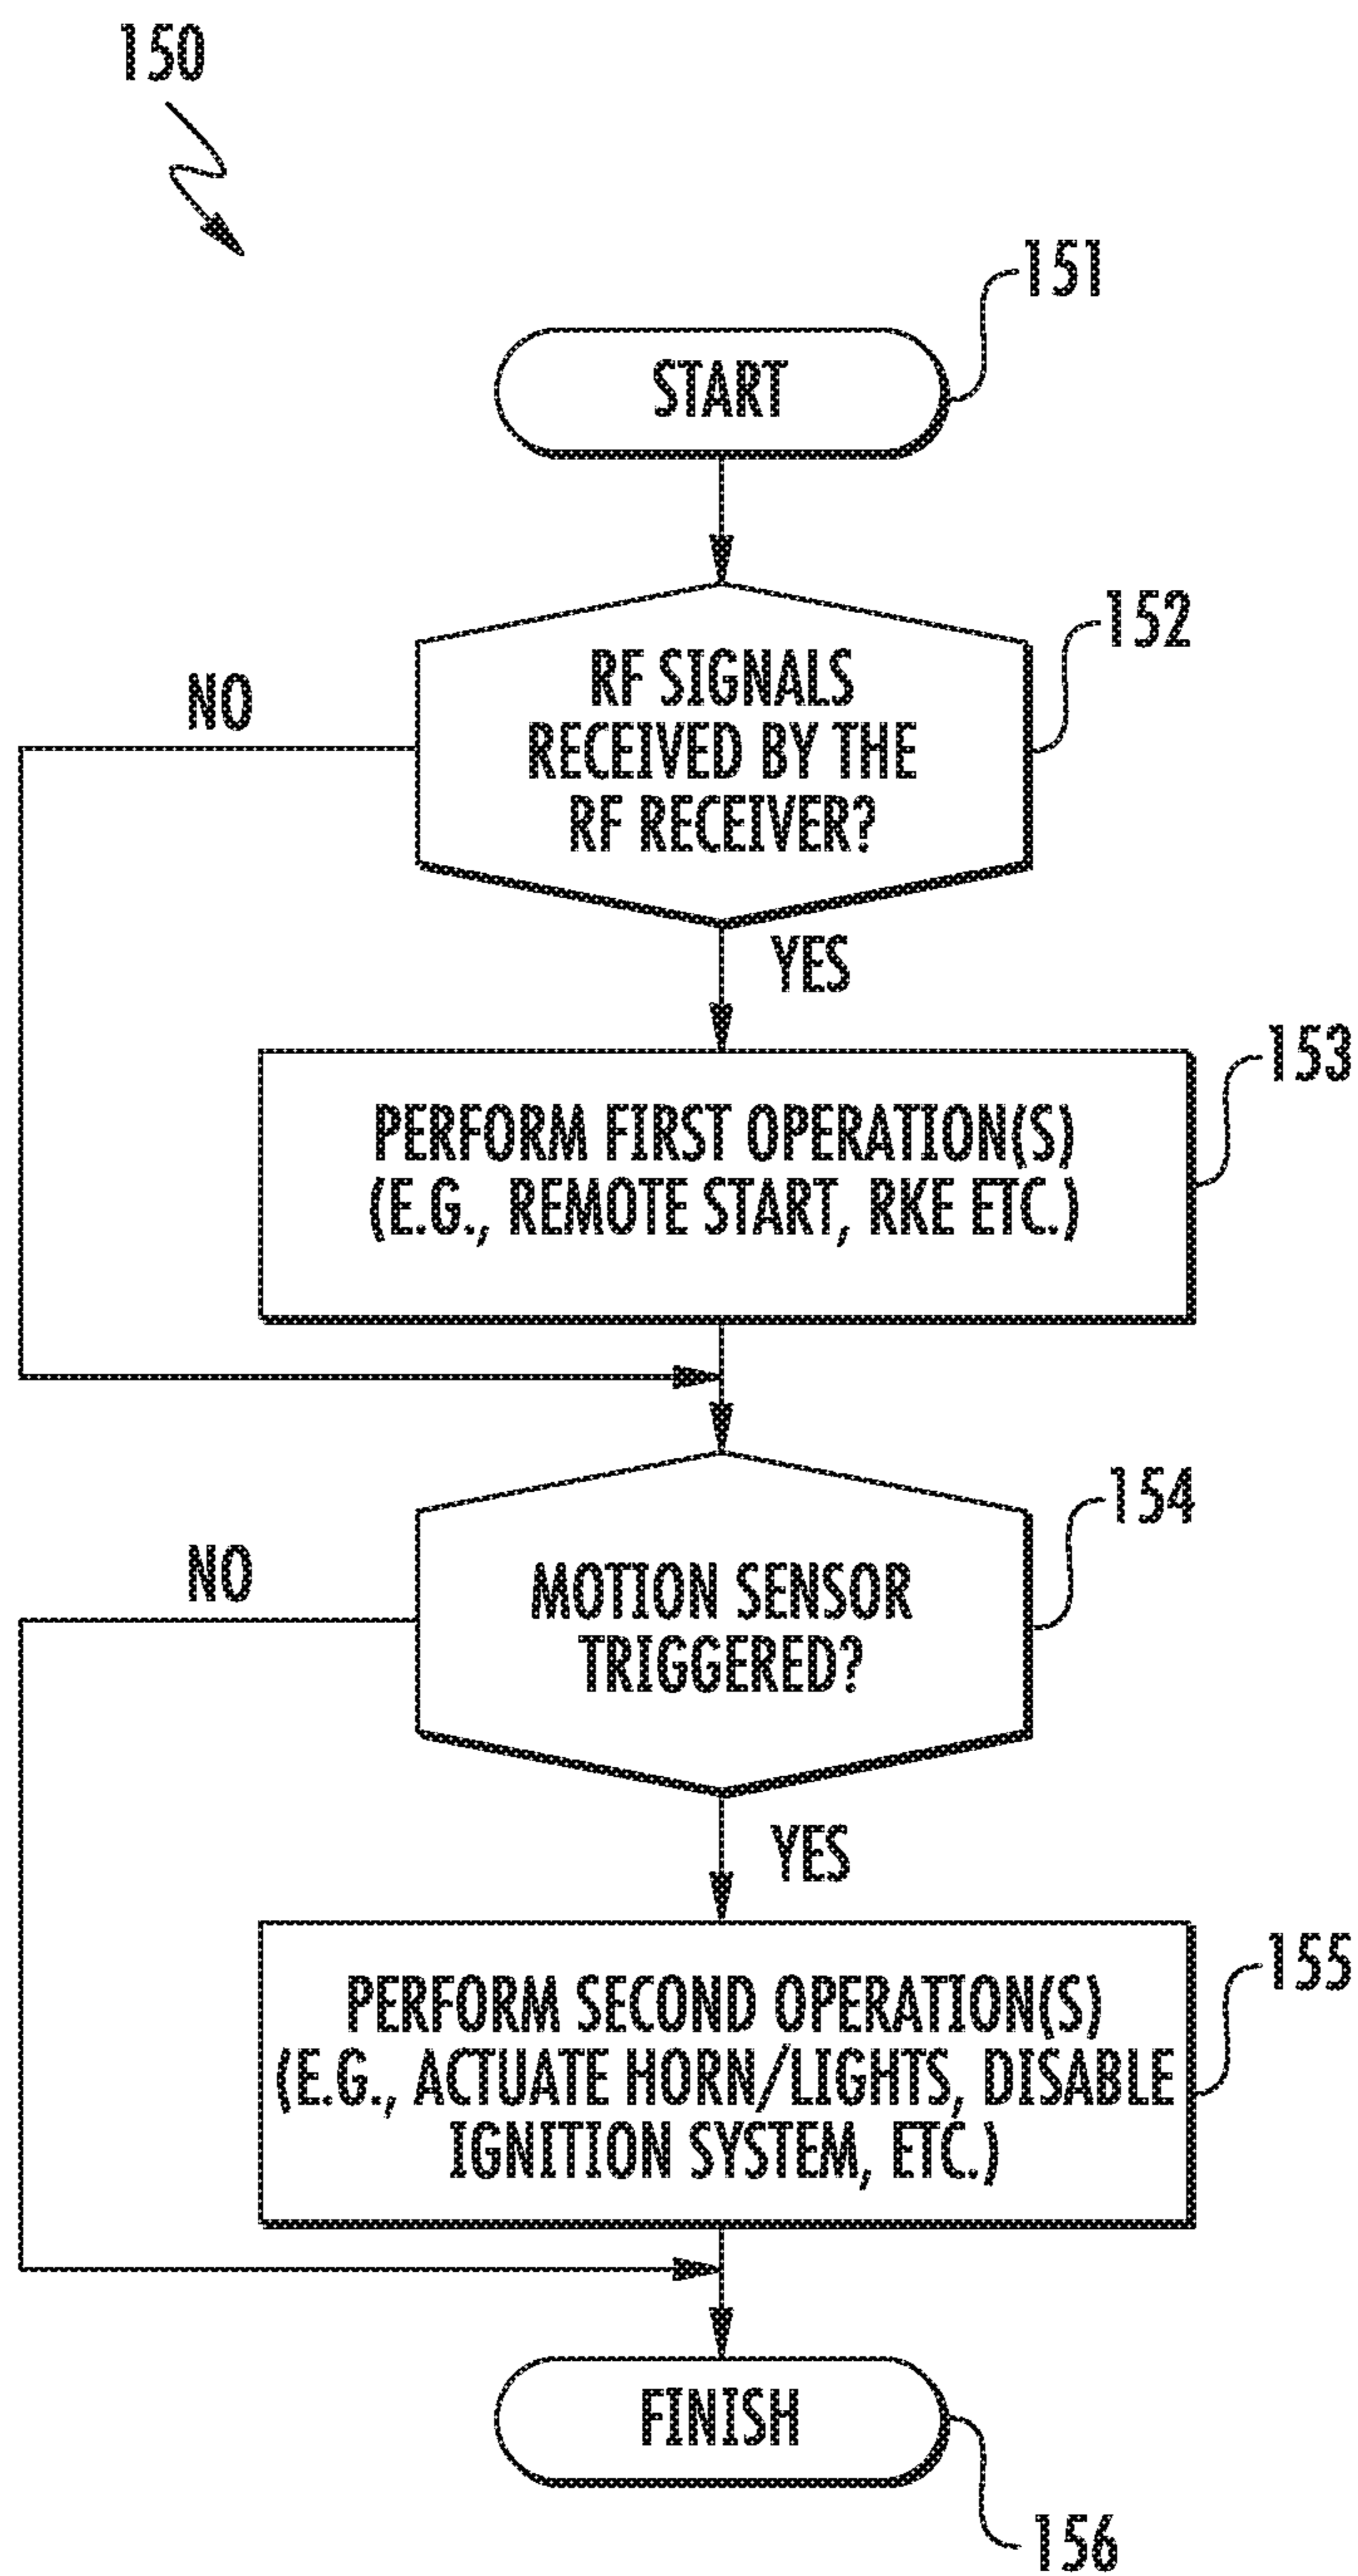 150
151
START
152
NO
RF SIGNALS
RECEIVED BY THE
RF RECEIVER?
YES
153
PERFORM FIRST OPERATION(S)
(E.G., REMOTE START, RKE ETC.)
154
NO
MOTION SENSOR
TRIGGERED?
YES
155
PERFORM SECOND OPERATION(S)
(E.G., ACTUATE HORN/LIGHTS, DISABLE
IGNITION SYSTEM, ETC.)
FINISH
156